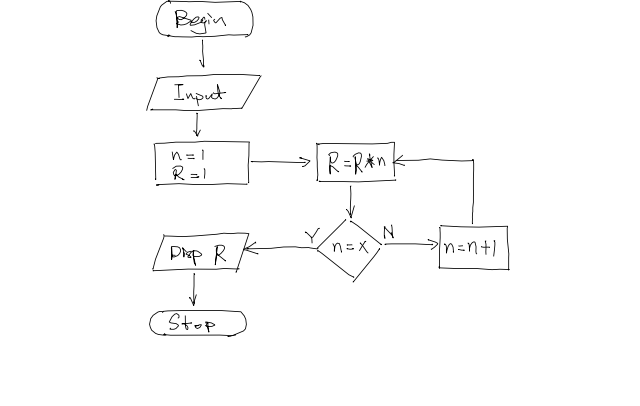 Begin
Input
n=1
R=1
R=R*n
n=x
Y
N
n=n+1
Disp R
Stop